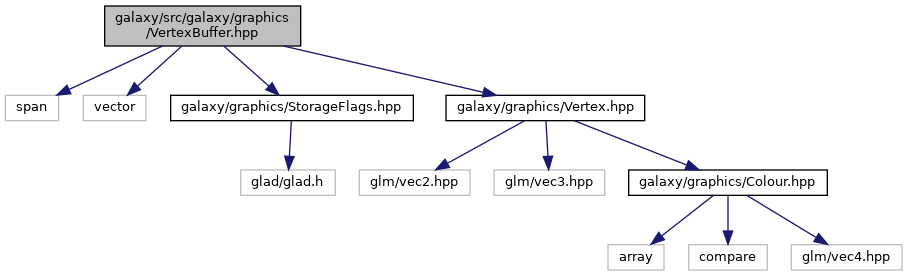 galaxy/src/galaxy/graphics
/VertexBuffer.hpp
span
vector
galaxy/graphics/StorageFlags.hpp
galaxy/graphics/Vertex.hpp
glad/glad.h
glm/vec2.hpp
glm/vec3.hpp
galaxy/graphics/Colour.hpp
array
compare
glm/vec4.hpp